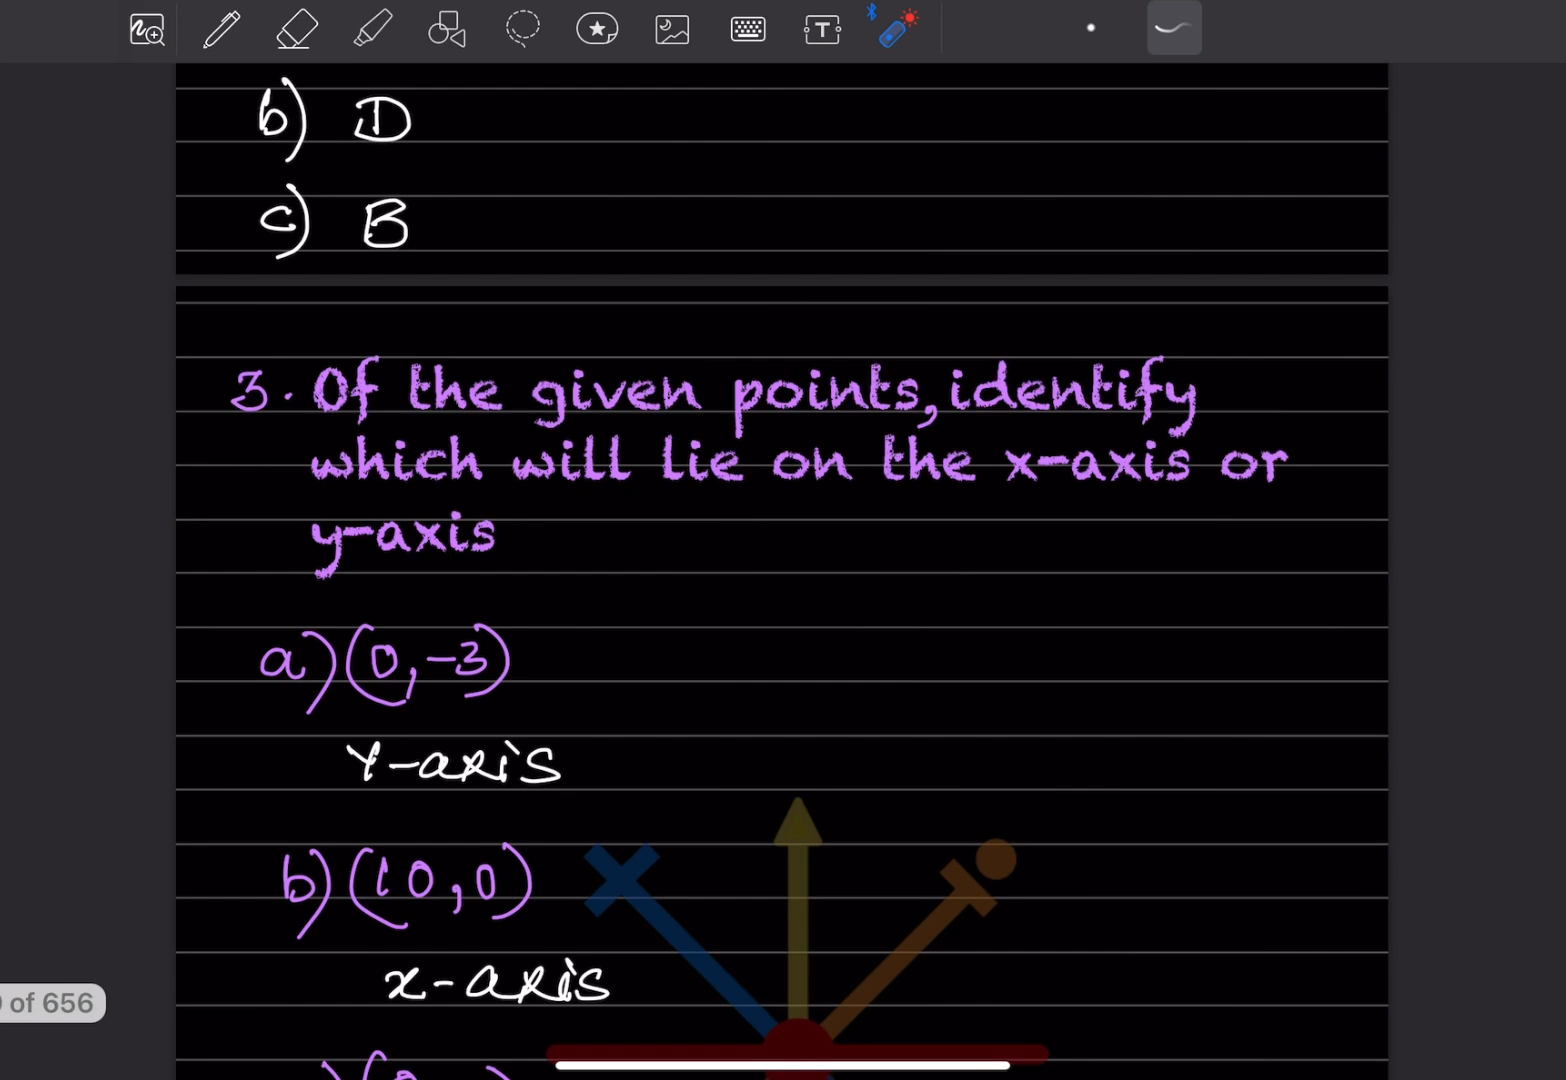 b) D
c) B
3. Of the given points, identify
which will lie on the x-axis or
y-axis
a) (0,-3)
Y-axis
b) (10,0)
x-axis
of 656